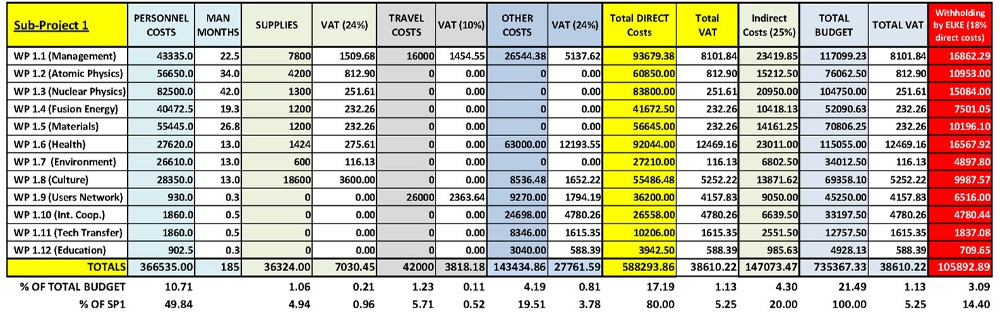 Sub-Project 1 PERSONNEL COSTS MAN MONTHS SUPPLIES VAT (24%) TRAVEL COSTS VAT (10%) OTHER COSTS VAT (24%) Total DIRECT Costs Total VAT Indirect Costs (25%) TOTAL BUDGET TOTAL VAT Withholding by ELKE (18% direct costs)
WP 1.1 (Management) 43335.0 22.5 7800 1509.68 16000 1454.55 26544.38 5137.62 93679.38 8101.84 23419.85 117099.23 8101.84 16862.29
WP 1.2 (Atomic Physics) 56650.0 34.0 4200 812.90 0 0.00 0 0.00 60850.00 812.90 15212.50 76062.50 812.90 10953.00
WP 1.3 (Nuclear Physics) 82500.0 42.0 1300 251.61 0 0.00 0 0.00 83800.00 251.61 20950.00 104750.00 251.61 15084.00
WP 1.4 (Fusion Energy) 40472.5 19.3 1200 232.26 0 0.00 0 0.00 41672.50 232.26 10418.13 52090.63 232.26 7501.05
WP 1.5 (Materials) 55445.0 26.8 1200 232.26 0 0.00 0 0.00 56645.00 232.26 14161.25 70806.25 232.26 10196.10
WP 1.6 (Health) 27620.0 13.0 1424 275.61 0 0.00 63000.00 12193.55 92044.00 12469.16 23011.00 115055.00 12469.16 16567.92
WP 1.7 (Environment) 26610.0 13.0 600 116.13 0 0.00 0 0.00 27210.00 116.13 6802.50 34012.50 116.13 4897.80
WP 1.8 (Culture) 28350.0 13.0 18600 3600.00 0 0.00 8536.48 1652.22 55486.48 5252.22 13871.62 69358.10 5252.22 9987.57
WP 1.9 (Users Network) 930.0 0.3 0 0.00 26000 2363.64 9270.00 1794.19 36200.00 4157.83 9050.00 45250.00 4157.83 6516.00
WP 1.10 (Int. Coop.) 1860.0 0.5 0 0.00 0 0.00 24698.00 4780.26 26558.00 4780.26 6639.50 33197.50 4780.26 4780.44
WP 1.11 (Tech Transfer) 1860.0 0.5 0 0.00 0 0.00 8346.00 1615.35 10206.00 1615.35 2551.50 12757.50 1615.35 1837.08
WP 1.12 (Education) 902.5 0.3 0 0.00 0 0.00 3040.00 588.39 3942.50 588.39 985.63 4928.13 588.39 709.65
TOTALS 366535.00 185 36324.00 7030.45 42000 3818.18 143434.86 27761.59 588293.86 38610.22 147073.47 735367.33 38610.22 105892.89
% OF TOTAL BUDGET 10.71 1.06 0.21 1.23 0.11 4.19 0.81 17.19 1.13 4.30 21.49 1.13 3.09
% OF SP1 49.84 4.94 0.96 5.71 0.52 19.51 3.78 80.00 5.25 20.00 100.00 5.25 14.40